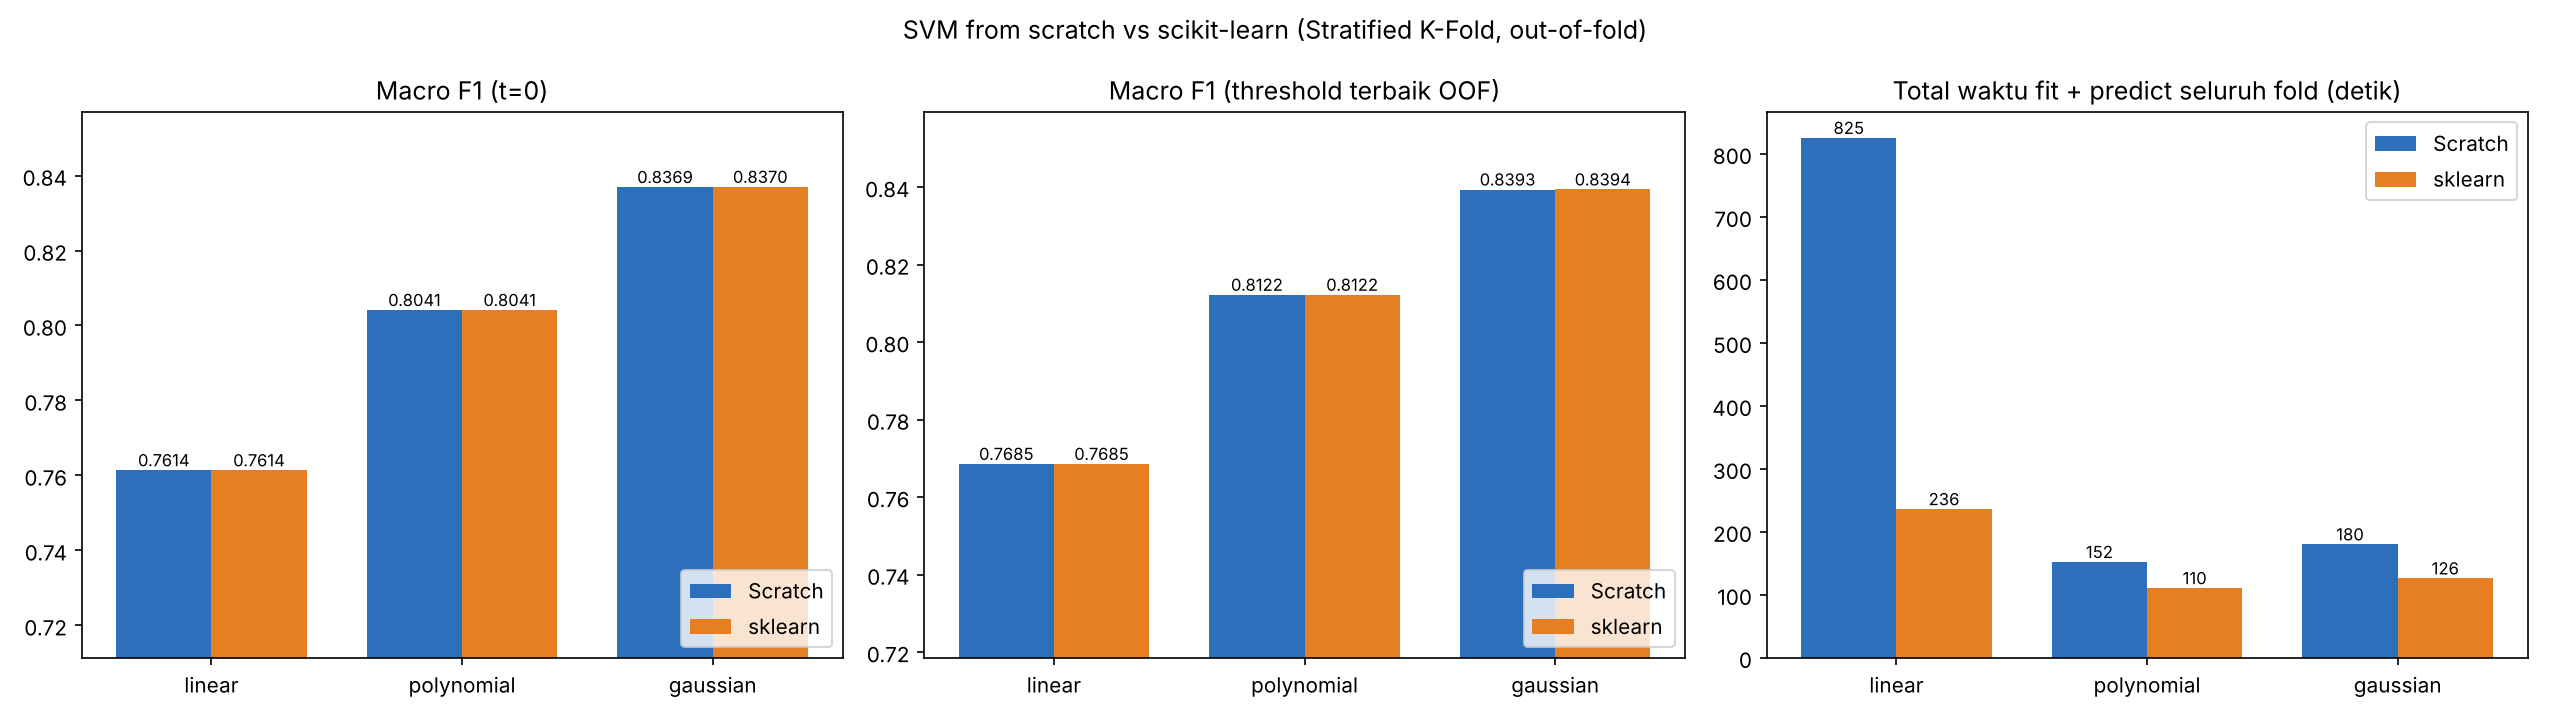 SVM from scratch vs scikit-learn (Stratified K-Fold, out-of-fold)
Macro F1 (t=0)
0.84
0.82
0.80
0.78
0.76
0.74
0.72
0.7614
0.7614
0.8041
0.8041
0.8369
0.8370
Scratch
sklearn
linear
polynomial
gaussian
Macro F1 (threshold terbaik OOF)
0.84
0.82
0.80
0.78
0.76
0.74
0.72
0.7685
0.7685
0.8122
0.8122
0.8393
0.8394
Scratch
sklearn
linear
polynomial
gaussian
Total waktu fit + predict seluruh fold (detik)
800
700
600
500
400
300
200
100
0
825
236
152
110
180
126
Scratch
sklearn
linear
polynomial
gaussian